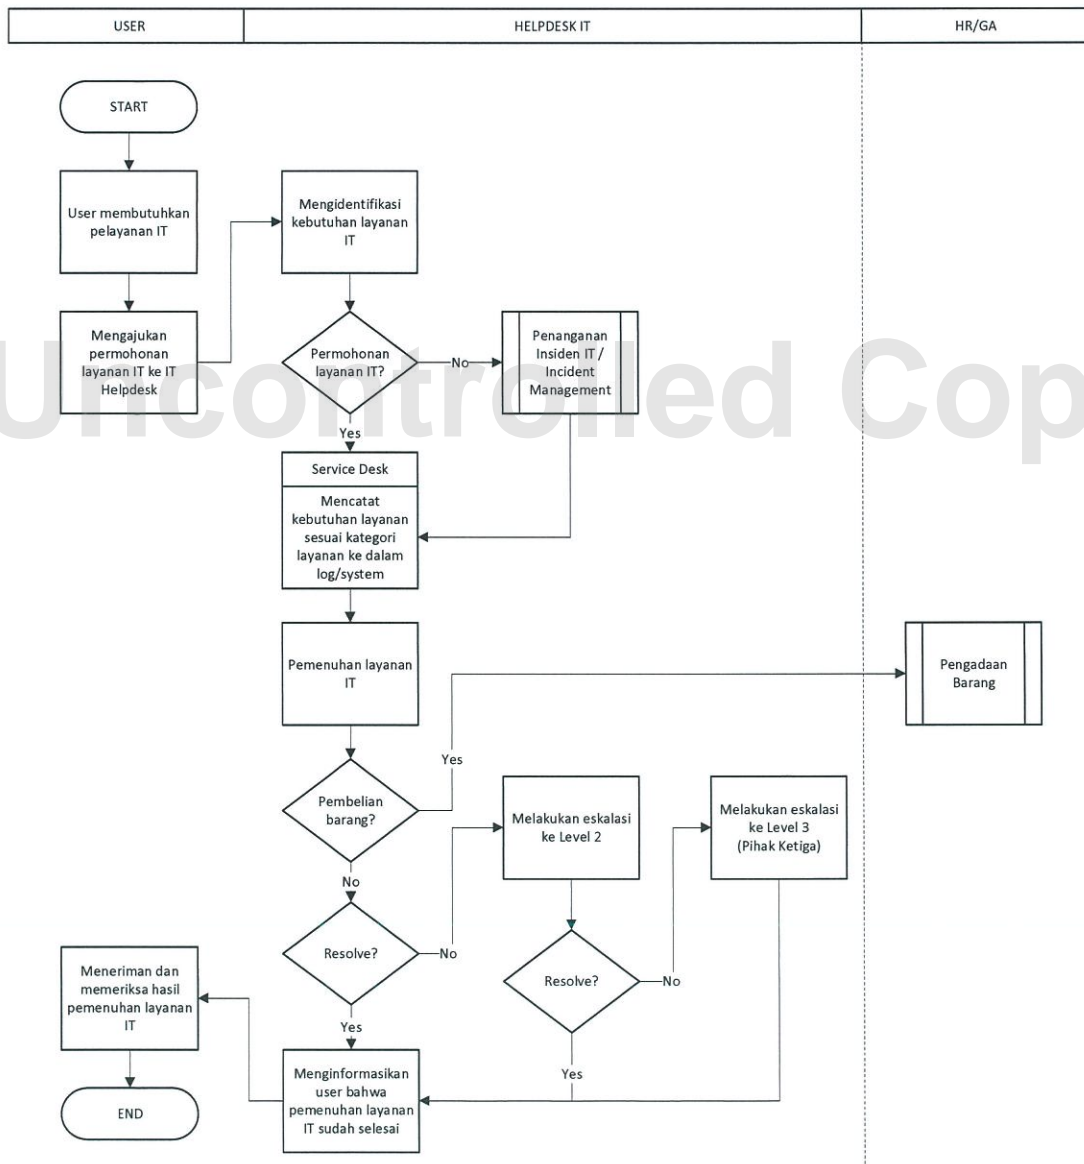 USER
HELPDESK IT
HR/GA
START
User membutuhkan
pelayanan IT
Mengidentifikasi
kebutuhan layanan
IT
Mengajukan
permohonan
layanan IT ke IT
Helpdesk
Permohonan
layanan IT?
No
Penanganan
Insiden IT /
Incident
Management
Uncontrolled Cop
Yes
Service Desk
Mencatat
kebutuhan layanan
sesuai kategori
layanan ke dalam
log/system
Pemenuhan layanan
IT
Pengadaan
Barang
Yes
Pembelian
barang?
Melakukan eskalasi
ke Level 2
Melakukan eskalasi
ke Level 3
(Pihak Ketiga)
No
Resolve?
No
Resolve?
No
Meneriman dan
memeriksa hasil
pemenuhan layanan
IT
Yes
Yes
Menginformasikan
user bahwa
pemenuhan layanan
IT sudah selesai
END